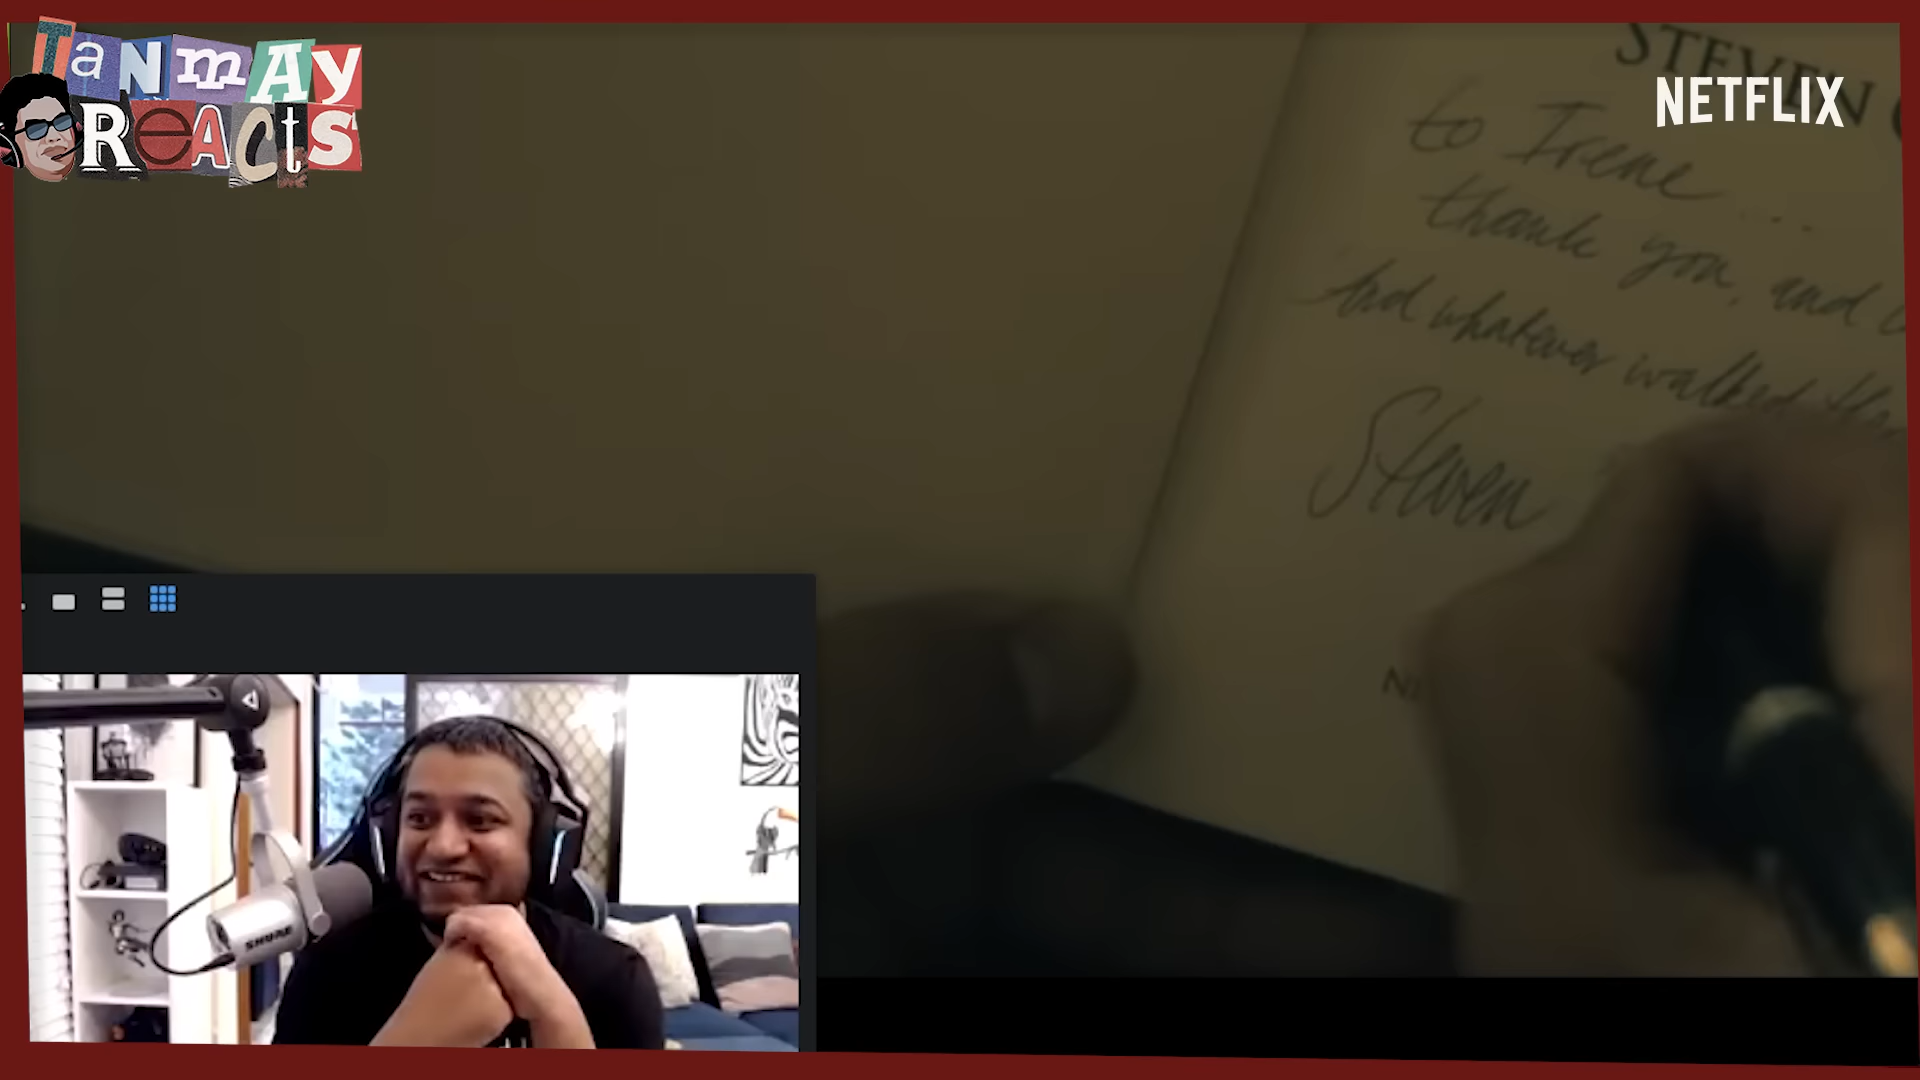 TaNmAy
ReActs
NETFLIX
STEVEN
to Irene ...
thank you, and
And whatever walked
Steven
SHURE